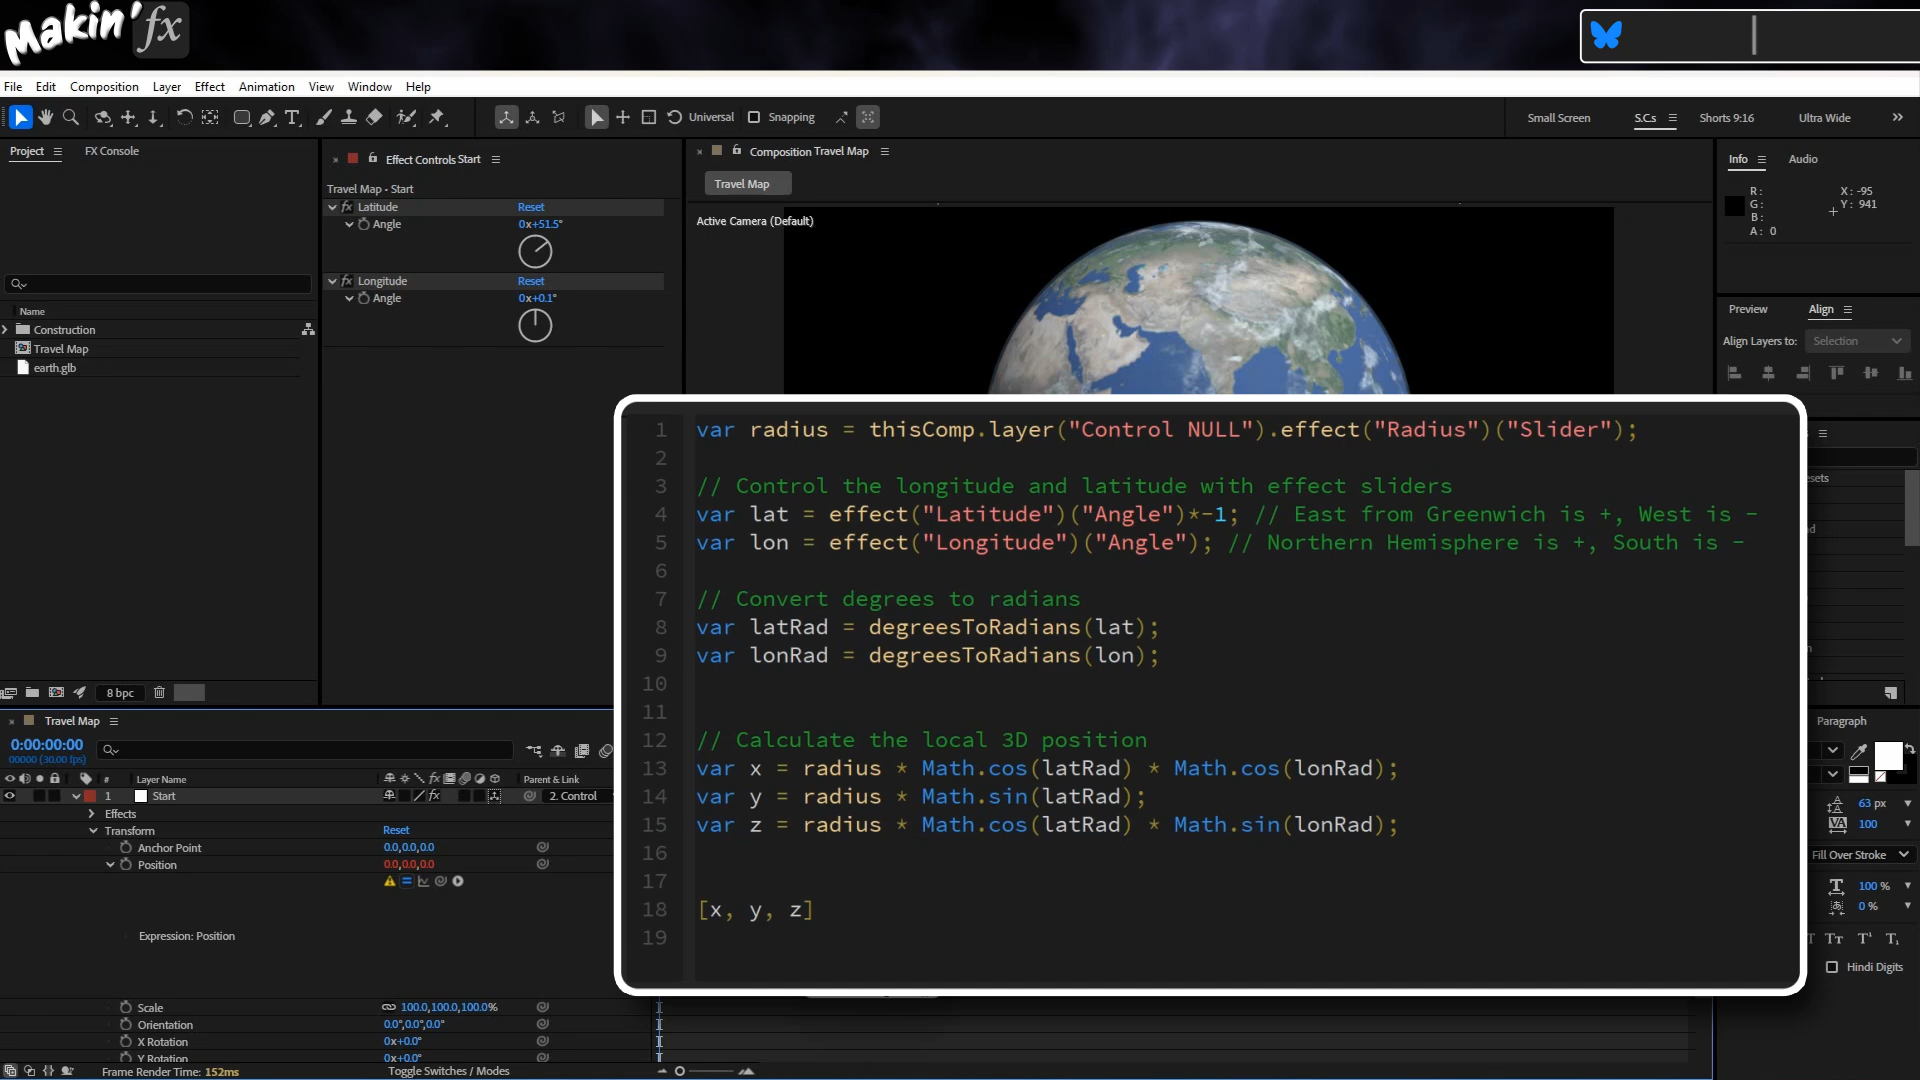 Makin' fx
File Edit Composition Layer Effect Animation View Window Help
Universal Snapping Small Screen S.Cs Shorts 9:16 Ultra Wide
Project FX Console
Effect Controls Start
Travel Map - Start
Latitude Reset
Angle 0x+51.5°
Longitude Reset
Angle 0x+0.1°
Composition Travel Map
Travel Map
Active Camera (Default)
Info Audio
R: X: -95
G: Y: 941
B:
A: 0
Preview Align
Align Layers to: Selection
Name
Construction
Travel Map
earth.glb
8 bpc
1 var radius = thisComp.layer("Control NULL").effect("Radius")("Slider");
2
3 // Control the longitude and latitude with effect sliders
4 var lat = effect("Latitude")("Angle")*-1; // East from Greenwich is +, West is -
5 var lon = effect("Longitude")("Angle"); // Northern Hemisphere is +, South is -
6
7 // Convert degrees to radians
8 var latRad = degreesToRadians(lat);
9 var lonRad = degreesToRadians(lon);
10
11
12 // Calculate the local 3D position
13 var x = radius * Math.cos(latRad) * Math.cos(lonRad);
14 var y = radius * Math.sin(latRad);
15 var z = radius * Math.cos(latRad) * Math.sin(lonRad);
16
17
18 [x, y, z]
19
Travel Map
0:00:00:00
00000 (30.00 fps)
# Layer Name Parent & Link
1 Start 2. Control
Effects
Transform Reset
Anchor Point 0.0,0.0,0.0
Position 0.0,0.0,0.0
Expression: Position
Scale 100.0,100.0,100.0%
Orientation 0.0°,0.0°,0.0°
X Rotation 0x+0.0°
Y Rotation 0x+0.0°
Frame Render Time: 152ms Toggle Switches / Modes
Paragraph
63 px
100
Fill Over Stroke
100 %
0 %
Hindi Digits